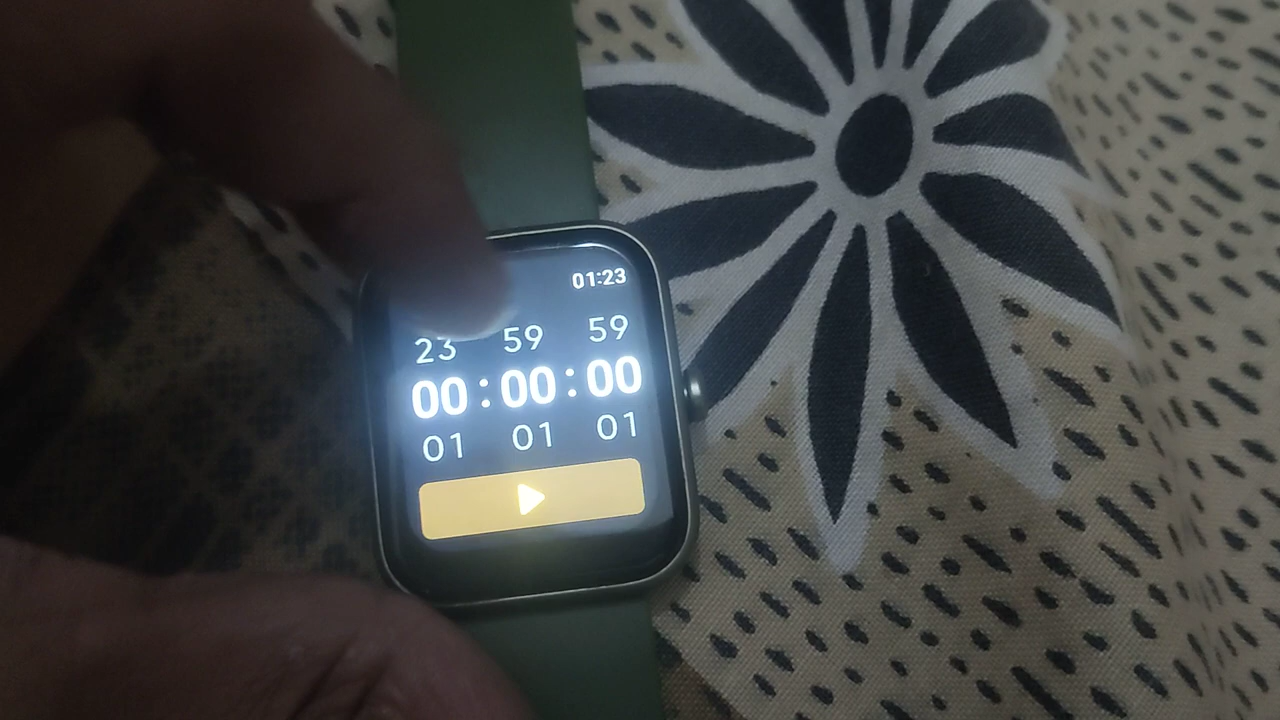 01:23
23 59 59
00 : 00 : 00
01 01 01